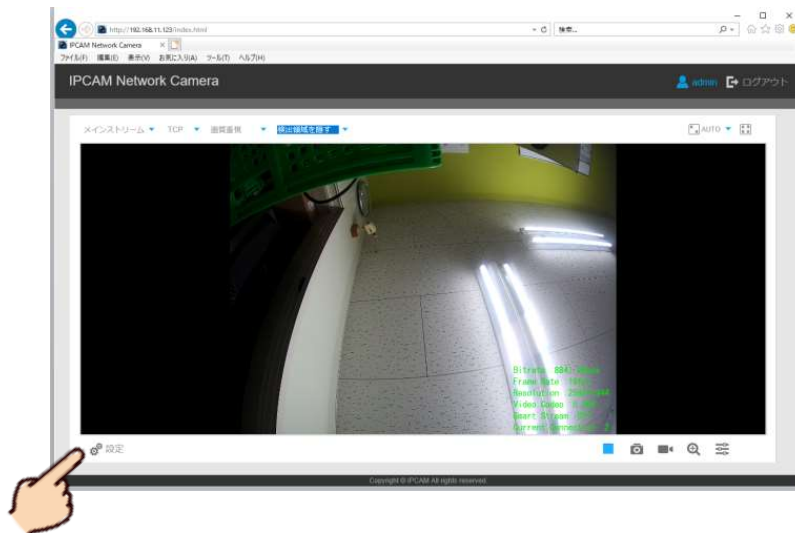 http://192.168.11.123/index.html
検索...
IPCAM Network Camera
ファイル(F) 編集(E) 表示(V) お気に入り(A) ツール(T) ヘルプ(H)
IPCAM Network Camera
admin ログアウト
メインストリーム TCP 画質重視 検出領域を隠す AUTO
Bitrate
Frame Rate
Resolution
Video Codec
Smart Stream
Current Connection
設定
Copyright © IPCAM All rights reserved.